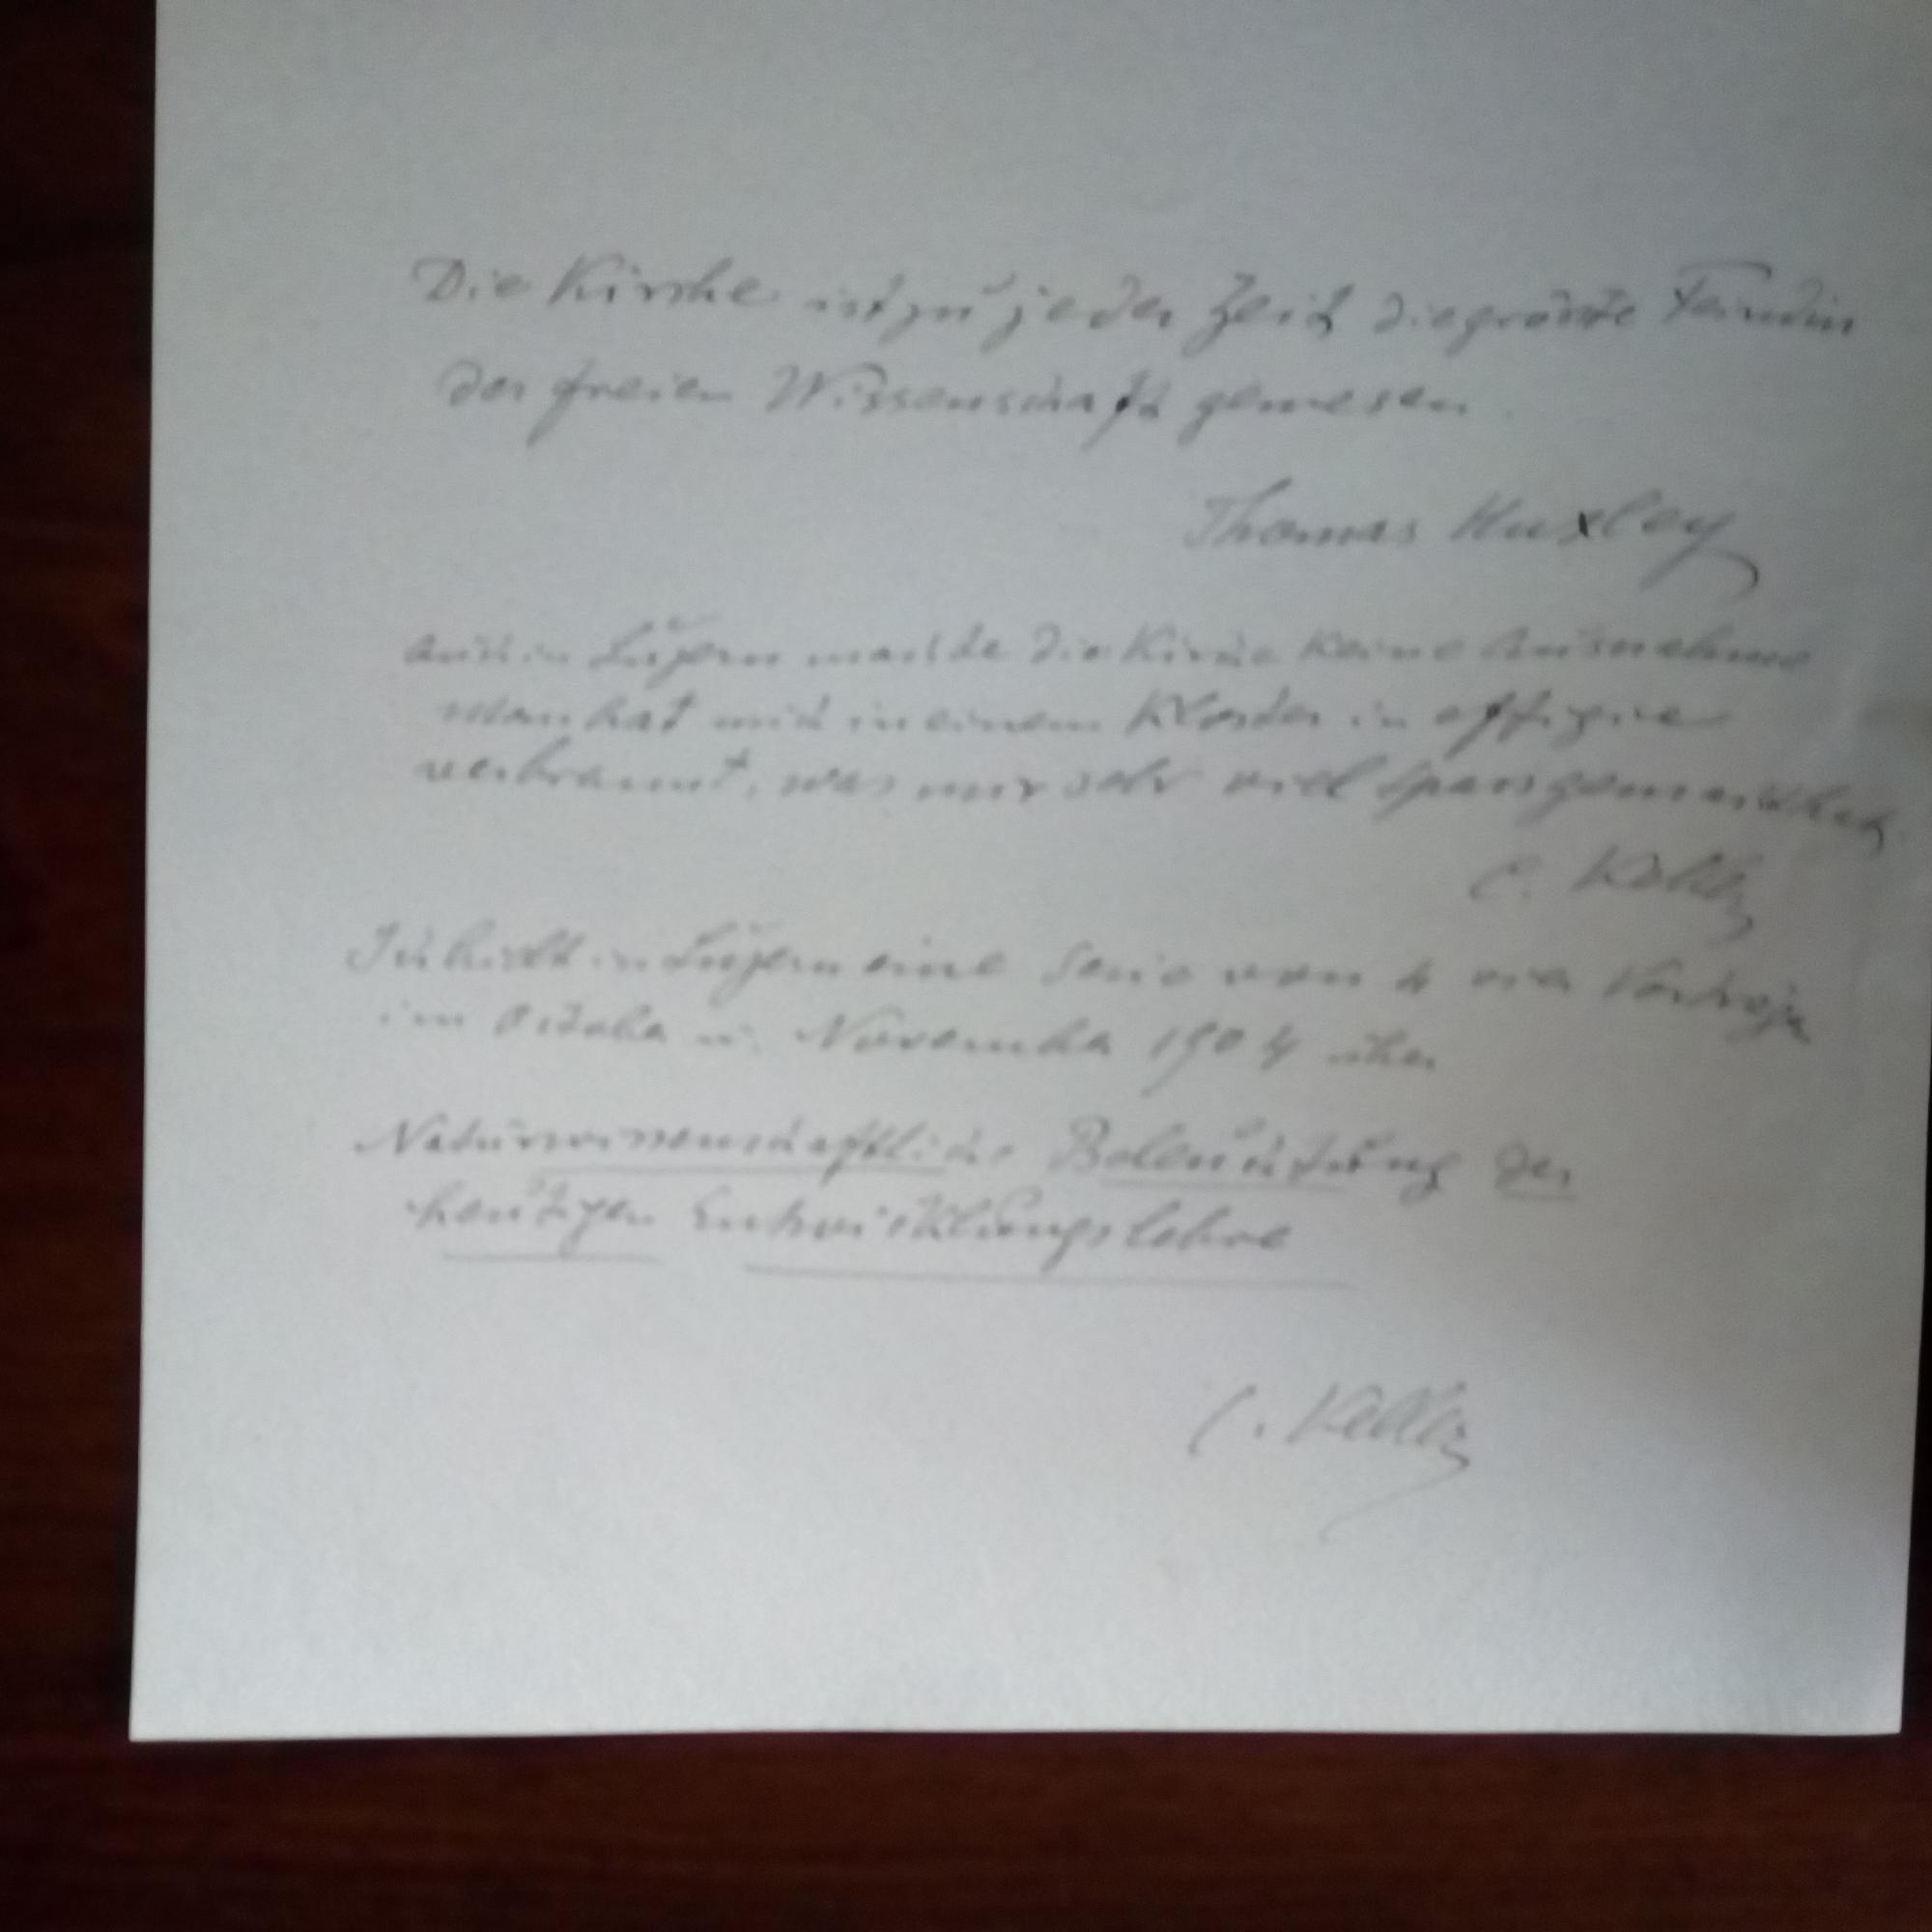 Die Kirche ist zu jeder Zeit die grösste Feindin
der freien Wissenschaft gewesen.
Thomas Huxley
Auch in Luzern machte die Kirche keine Ausnahme
Man hat mich in einem Kloster in effigie
verbrannt, was mir sehr viel Spass gemacht hat.
C. Keller
Ich hielt in Luzern eine Serie von 4 vier Vorträge
im October u. November 1904 über
Naturwissenschaftliche Beleuchtung der
heutigen Entwicklungslehre
C. Keller